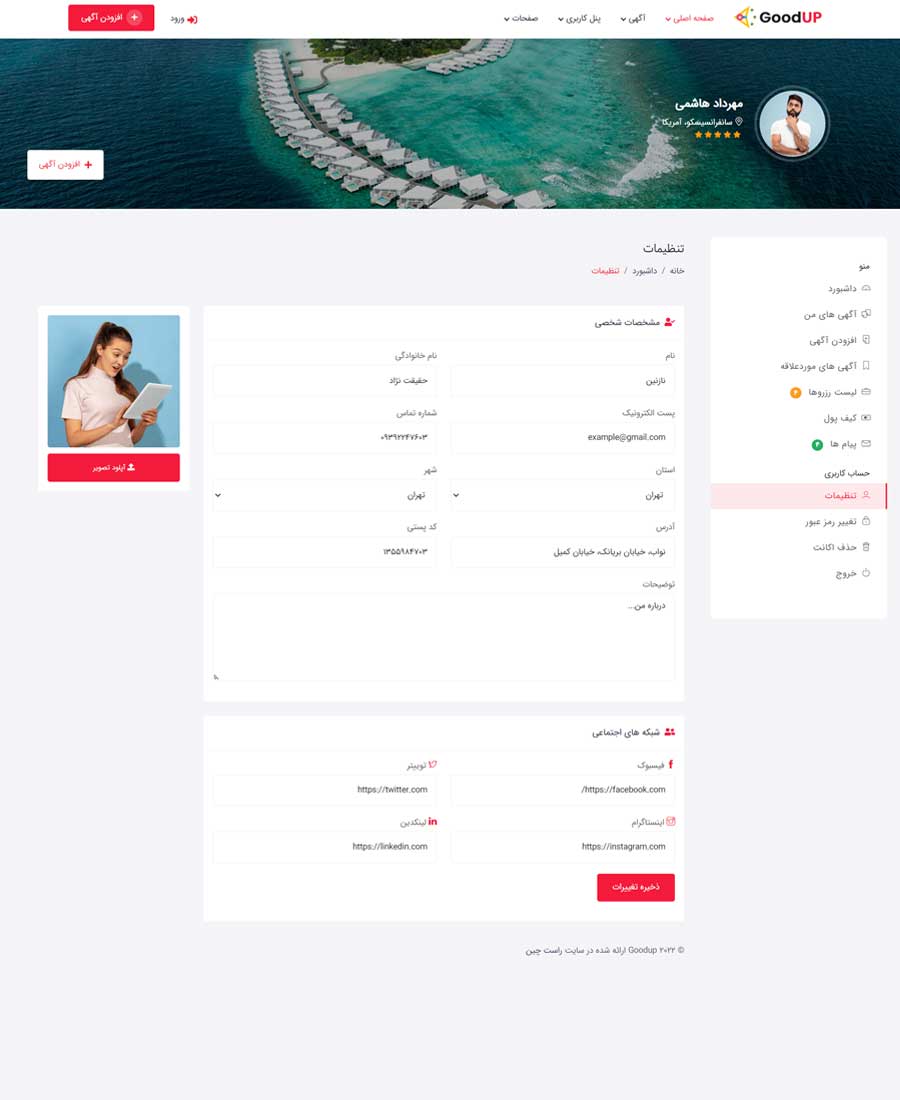 GoodUP
صفحه اصلی
آگهی
پنل کاربری
صفحات
ورود
افزودن آگهی
مهرداد هاشمی
سانفرانسیسکو، آمریکا
افزودن آگهی
منو
داشبورد
آگهی های من
افزودن آگهی
آگهی های موردعلاقه
لیست رزروها
کیف پول
پیام ها
حساب کاربری
تنظیمات
تغییر رمز عبور
حذف اکانت
خروج
تنظیمات
خانه / داشبورد / تنظیمات
مشخصات شخصی
نام
نازنین
نام خانوادگی
حقیقت نژاد
پست الکترونیک
example@gmail.com
شماره تماس
۰۹۳۹۲۲۴۷۶۰۳
استان
تهران
شهر
تهران
آدرس
نواب، خیابان بریانک، خیابان کمیل
کد پستی
۱۳۵۵۹۸۴۷۰۳
توضیحات
درباره من...
آپلود تصویر
شبکه های اجتماعی
فیسبوک
https://facebook.com/
توییتر
https://twitter.com
اینستاگرام
https://instagram.com
لینکدین
https://linkedin.com
ذخیره تغییرات
© ۲۰۲۲ Goodup ارائه شده در سایت راست چین